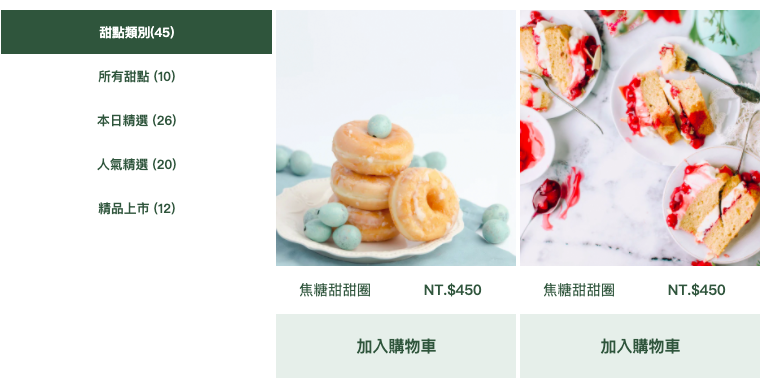 甜點類別(45)
所有甜點 (10)
本日精選 (26)
人氣精選 (20)
精品上市 (12)
焦糖甜甜圈 NT.$450
加入購物車
焦糖甜甜圈 NT.$450
加入購物車